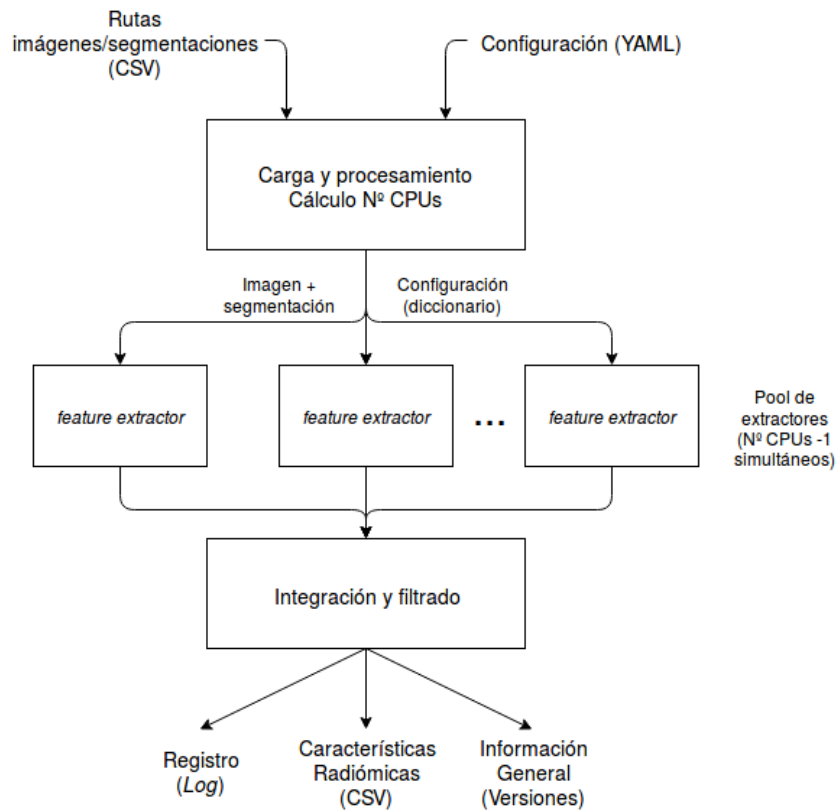 Rutas
imágenes/segmentaciones
(CSV)
Configuración (YAML)
Carga y procesamiento
Cálculo Nº CPUs
Imagen +
segmentación
Configuración
(diccionario)
feature extractor
feature extractor
...
feature extractor
Pool de
extractores
(Nº CPUs -1
simultáneos)
Integración y filtrado
Registro
(Log)
Características
Radiómicas
(CSV)
Información
General
(Versiones)